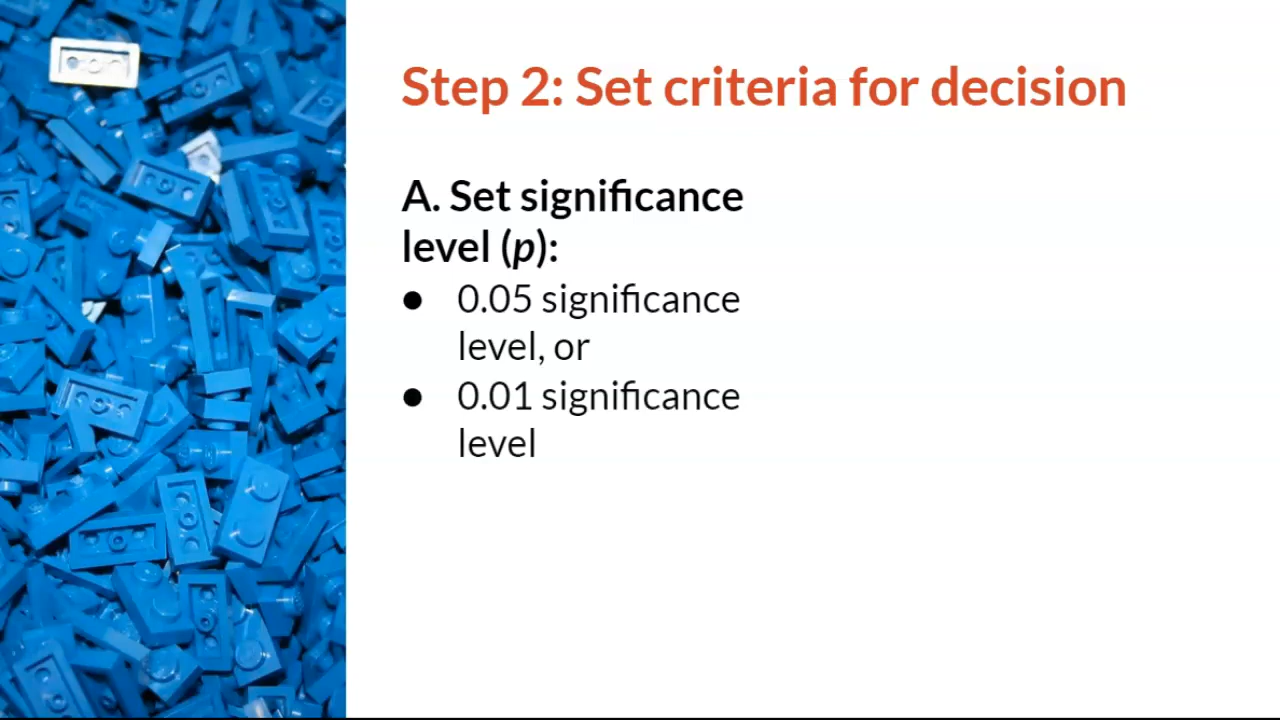 Step 2: Set criteria for decision
A. Set significance
level (p):
● 0.05 significance
level, or
● 0.01 significance
level